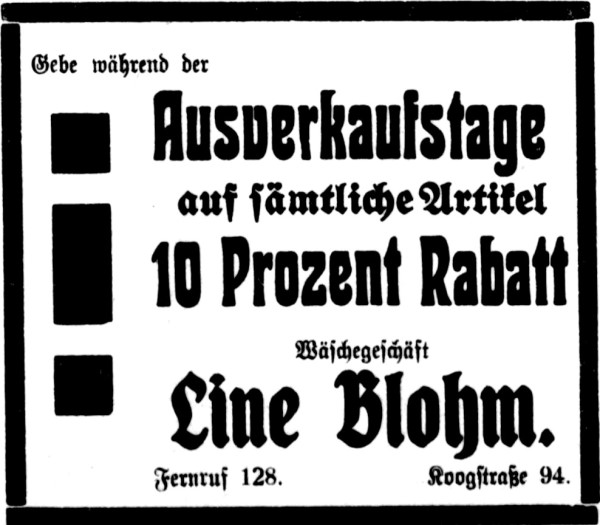 Gebe während der
Ausverkaufstage
auf sämtliche Artikel
10 Prozent Rabatt
Wäschegeschäft
Line Blohm.
Fernruf 128. Koogstraße 94.